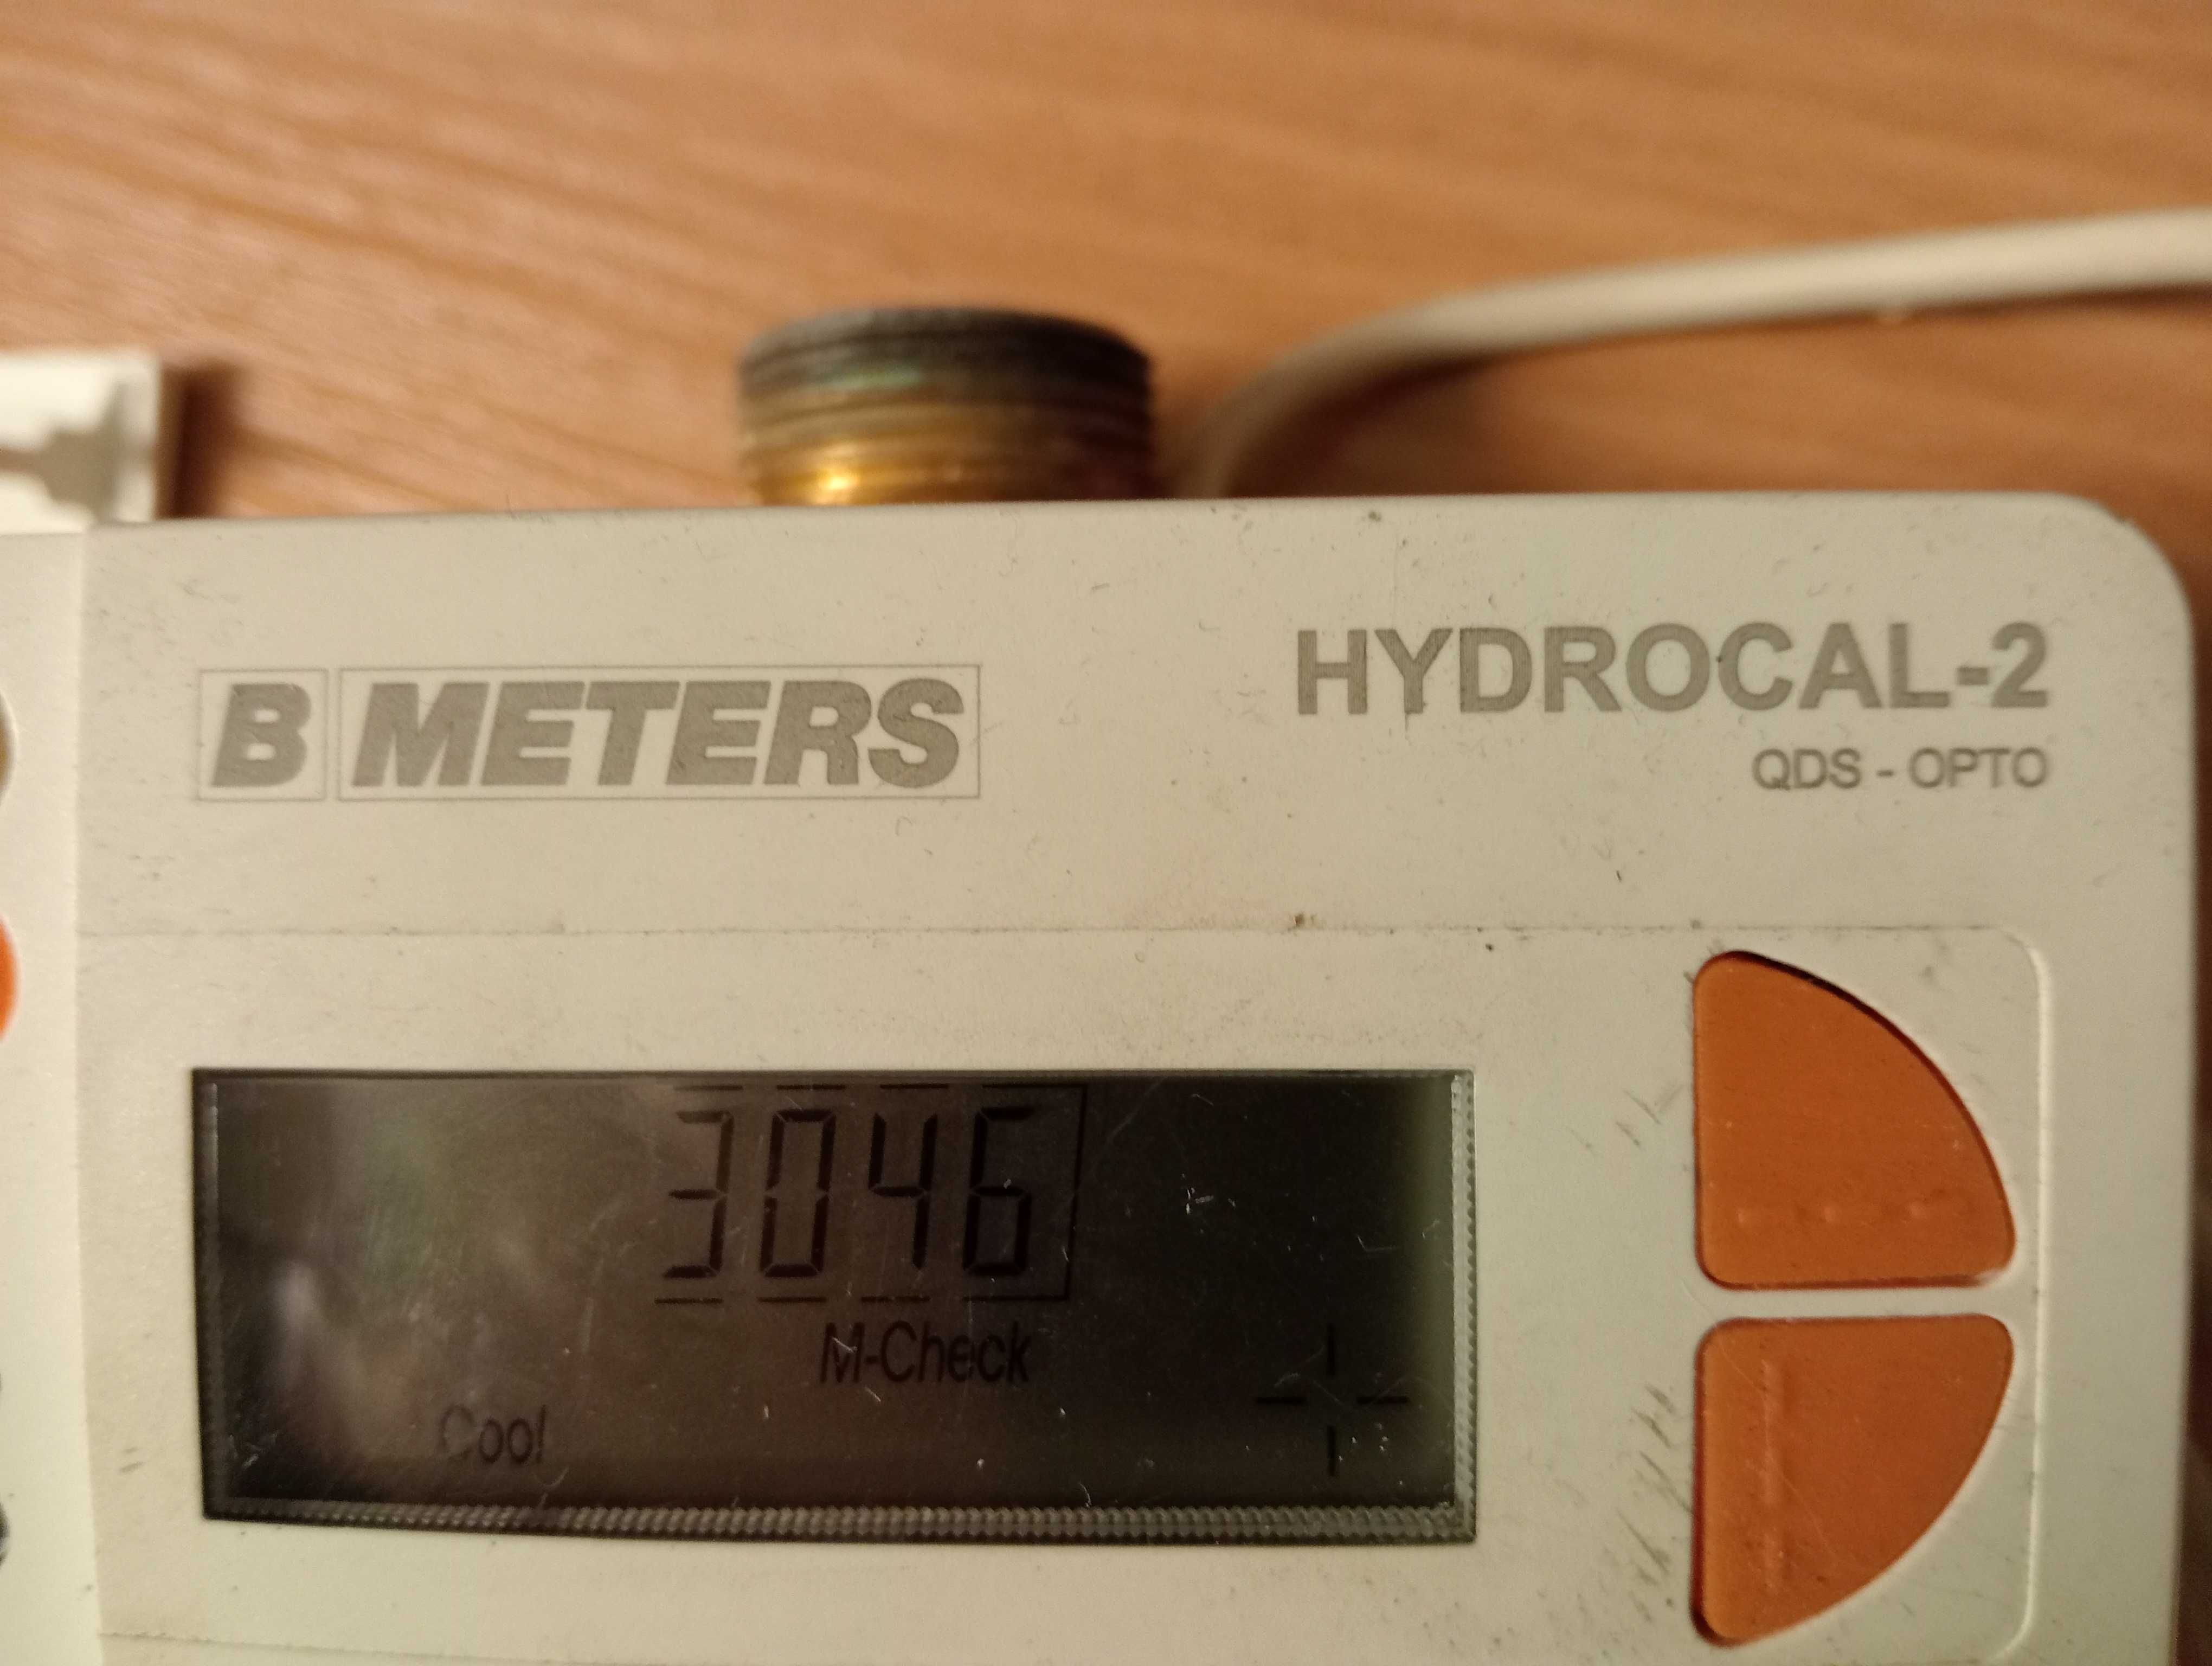 B METERS
HYDROCAL-2
QDS - OPTO
3046
M-Check
Cool